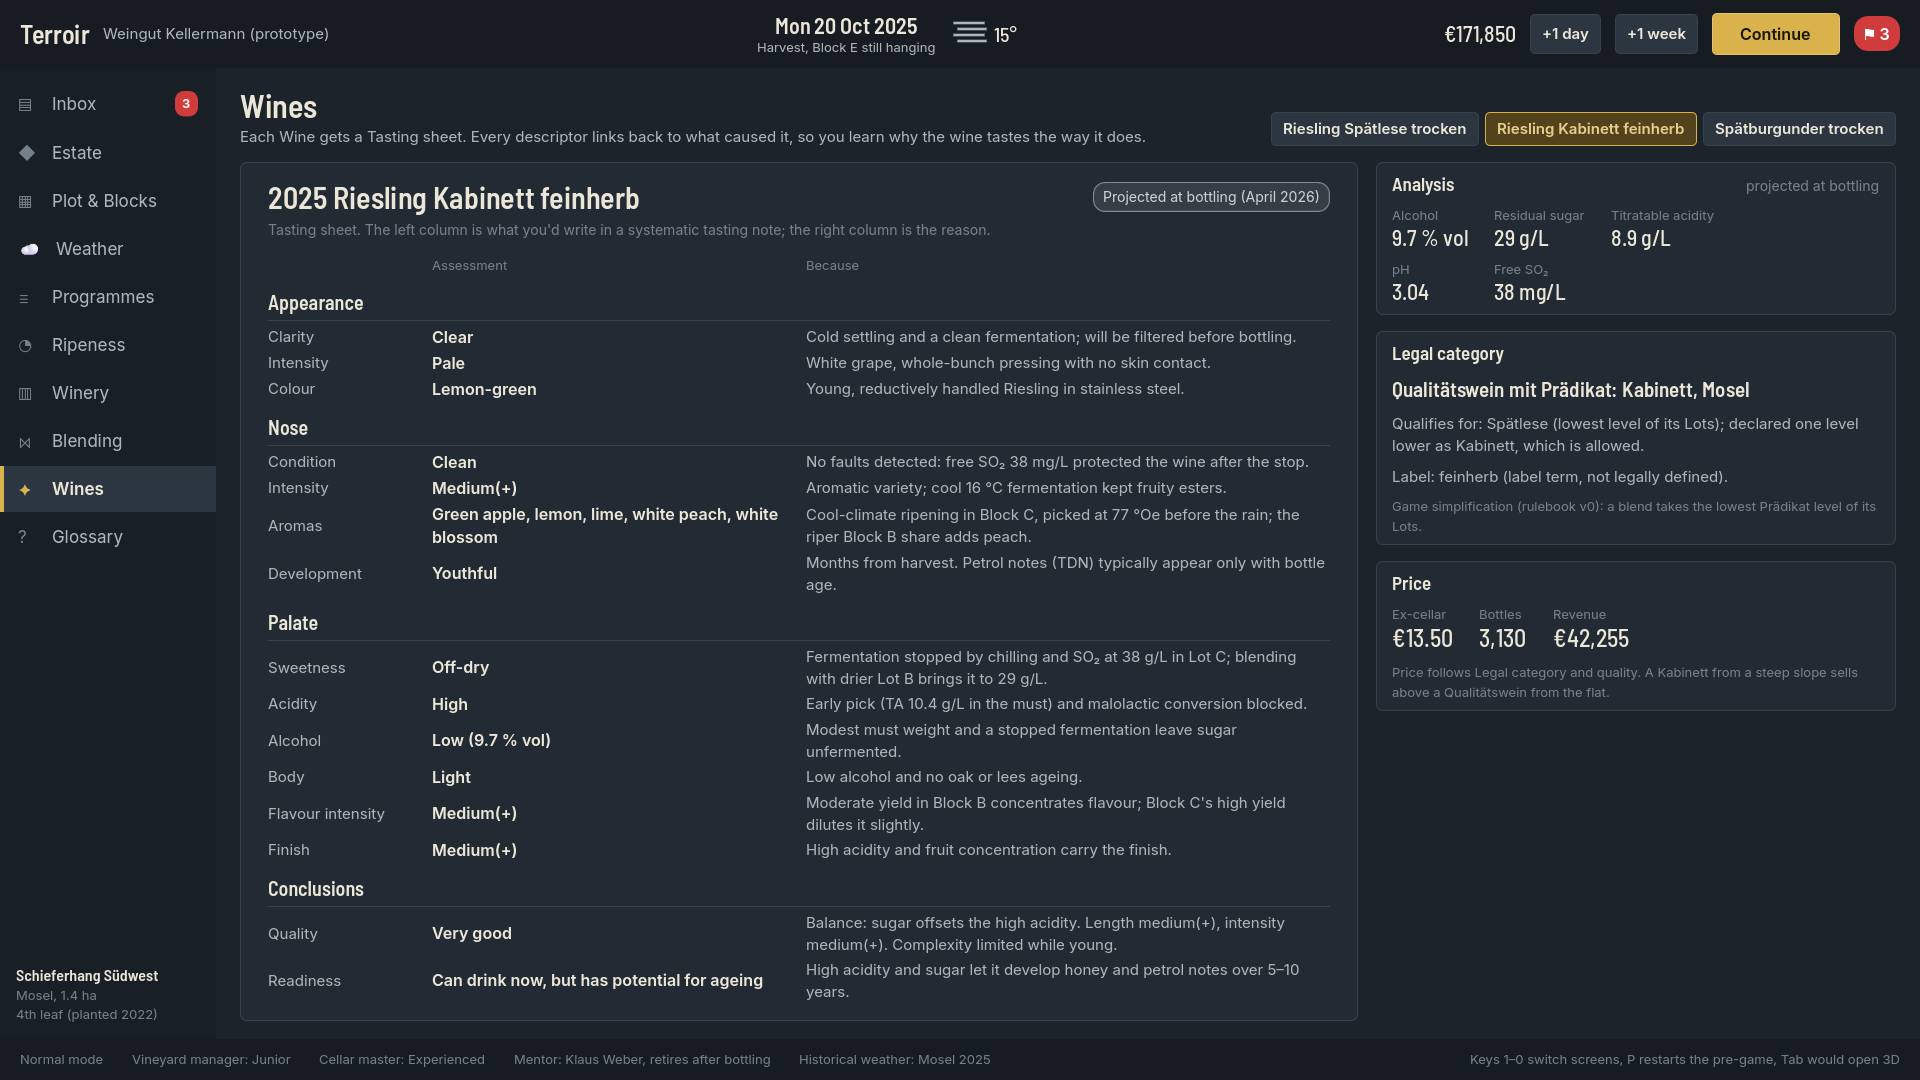 Terroir
Weingut Kellermann (prototype)
Mon 20 Oct 2025
Harvest, Block E still hanging
15°
€171,850
+1 day
+1 week
Continue
3
Inbox
3
Estate
Plot & Blocks
Weather
Programmes
Ripeness
Winery
Blending
Wines
? Glossary
Schieferhang Südwest
Mosel, 1.4 ha
4th leaf (planted 2022)
Wines
Each Wine gets a Tasting sheet. Every descriptor links back to what caused it, so you learn why the wine tastes the way it does.
Riesling Spätlese trocken
Riesling Kabinett feinherb
Spätburgunder trocken
2025 Riesling Kabinett feinherb
Projected at bottling (April 2026)
Tasting sheet. The left column is what you'd write in a systematic tasting note; the right column is the reason.
Assessment
Because
Appearance
Clarity
Clear
Cold settling and a clean fermentation; will be filtered before bottling.
Intensity
Pale
White grape, whole-bunch pressing with no skin contact.
Colour
Lemon-green
Young, reductively handled Riesling in stainless steel.
Nose
Condition
Clean
No faults detected: free SO₂ 38 mg/L protected the wine after the stop.
Intensity
Medium(+)
Aromatic variety; cool 16 °C fermentation kept fruity esters.
Aromas
Green apple, lemon, lime, white peach, white
blossom
Cool-climate ripening in Block C, picked at 77 °Oe before the rain; the
riper Block B share adds peach.
Development
Youthful
Months from harvest. Petrol notes (TDN) typically appear only with bottle
age.
Palate
Sweetness
Off-dry
Fermentation stopped by chilling and SO₂ at 38 g/L in Lot C; blending
with drier Lot B brings it to 29 g/L.
Acidity
High
Early pick (TA 10.4 g/L in the must) and malolactic conversion blocked.
Alcohol
Low (9.7 % vol)
Modest must weight and a stopped fermentation leave sugar
unfermented.
Body
Light
Low alcohol and no oak or lees ageing.
Flavour intensity
Medium(+)
Moderate yield in Block B concentrates flavour; Block C's high yield
dilutes it slightly.
Finish
Medium(+)
High acidity and fruit concentration carry the finish.
Conclusions
Quality
Very good
Balance: sugar offsets the high acidity. Length medium(+), intensity
medium(+). Complexity limited while young.
Readiness
Can drink now, but has potential for ageing
High acidity and sugar let it develop honey and petrol notes over 5–10
years.
Analysis
projected at bottling
Alcohol
Residual sugar
Titratable acidity
9.7 % vol
29 g/L
8.9 g/L
pH
Free SO₂
3.04
38 mg/L
Legal category
Qualitätswein mit Prädikat: Kabinett, Mosel
Qualifies for: Spätlese (lowest level of its Lots); declared one level
lower as Kabinett, which is allowed.
Label: feinherb (label term, not legally defined).
Game simplification (rulebook v0): a blend takes the lowest Prädikat level of its
Lots.
Price
Ex-cellar
Bottles
Revenue
€13.50
3,130
€42,255
Price follows Legal category and quality. A Kabinett from a steep slope sells
above a Qualitätswein from the flat.
Normal mode
Vineyard manager: Junior
Cellar master: Experienced
Mentor: Klaus Weber, retires after bottling
Historical weather: Mosel 2025
Keys 1–0 switch screens, P restarts the pre-game, Tab would open 3D